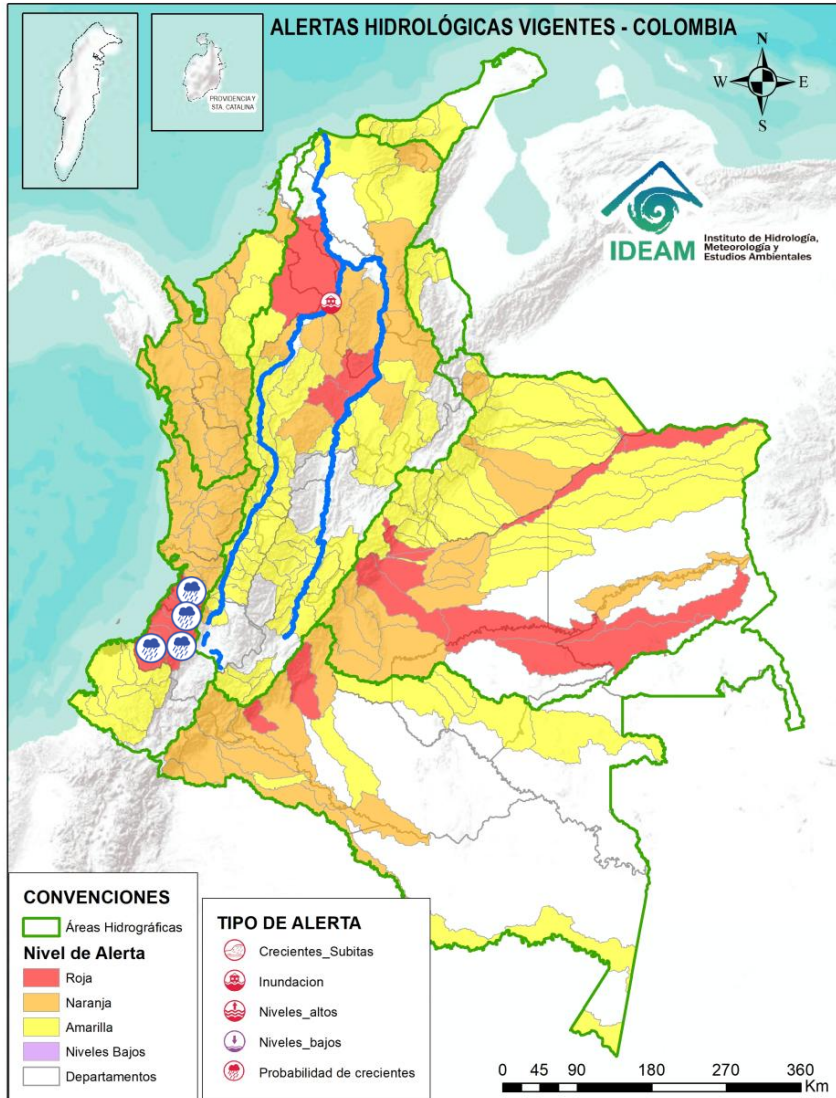 ALERTAS HIDROLÓGICAS VIGENTES - COLOMBIA
PROVIDENCIA Y
STA. CATALINA
N
W
E
S
IDEAM
Instituto de Hidrología,
Meteorología y
Estudios Ambientales
CONVENCIONES
Áreas Hidrográficas
Nivel de Alerta
Roja
Naranja
Amarilla
Niveles Bajos
Departamentos
TIPO DE ALERTA
Crecientes_Subitas
Inundacion
Niveles_altos
Niveles_bajos
Probabilidad de crecientes
0 45 90 180 270 360
Km